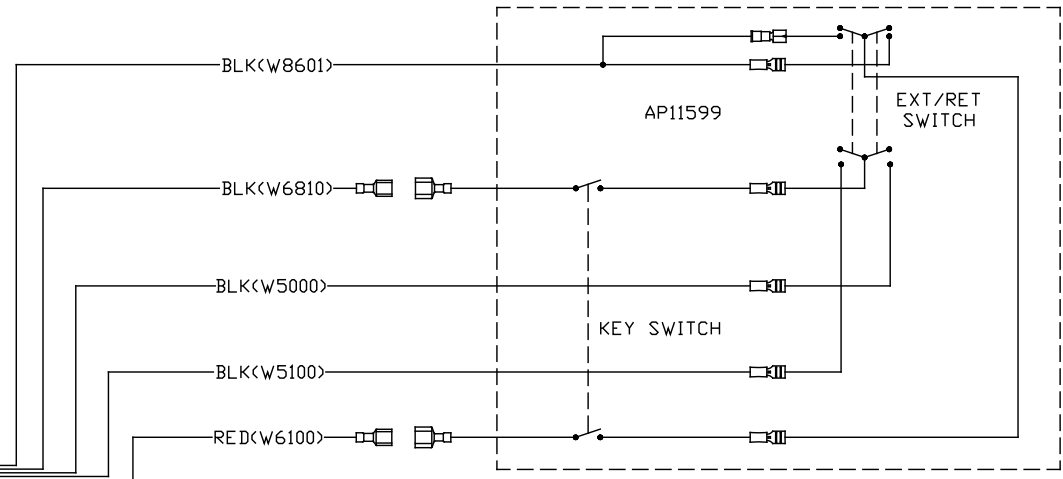 BLK(W8601)
AP11599
EXT/RET
SWITCH
BLK(W6810)
BLK(W5000)
KEY SWITCH
BLK(W5100)
RED(W6100)